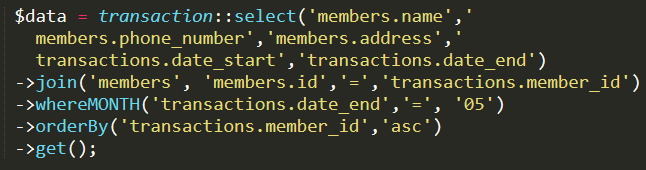 $data = transaction::select('members.name','
members.phone_number','members.address','
transactions.date_start','transactions.date_end')
->join('members', 'members.id','=','transactions.member_id')
->whereMONTH('transactions.date_end','=', '05')
->orderBy('transactions.member_id','asc')
->get();